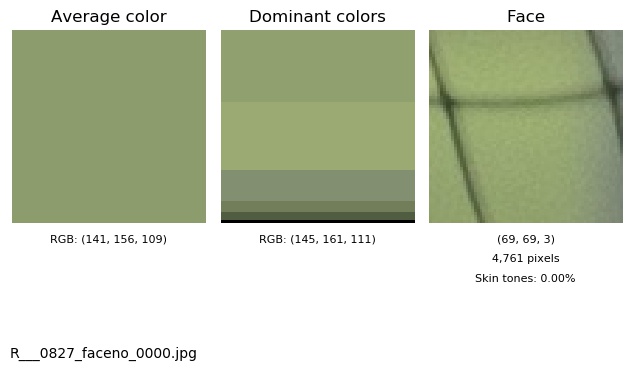 Average color
Dominant colors
Face
RGB: (141, 156, 109)
RGB: (145, 161, 111)
(69, 69, 3)
4,761 pixels
Skin tones: 0.00%
R___0827_faceno_0000.jpg